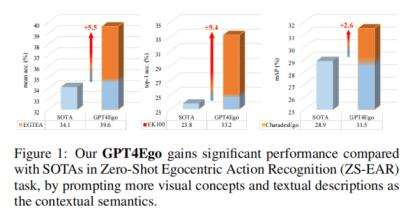 +5.5
+9.4
+2.6
mean acc. (%)
40
39
38
37
36
35
34
33
32
top-1 acc. (%)
35
33
31
29
27
25
23
mAP (%)
32
31
30
29
28
27
26
25
SOTA GPT4Ego
SOTA GPT4Ego
SOTA GPT4Ego
EGTEA 34.1 39.6
EK100 23.8 33.2
CharadesEgo 28.9 31.5
Figure 1: Our GPT4Ego gains significant performance compared
with SOTAs in Zero-Shot Egocentric Action Recognition (ZS-EAR)
task, by prompting more visual concepts and textual descriptions as
the contextual semantics.